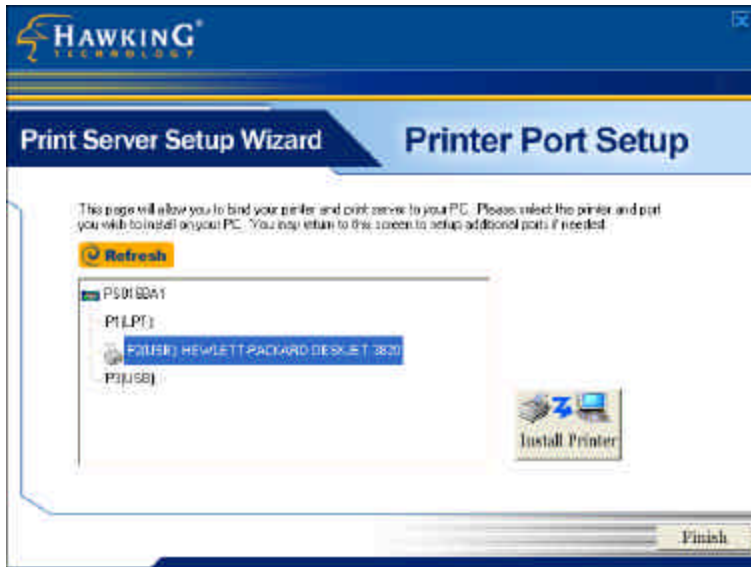 HAWKING
TECHNOLOGY
Print Server Setup Wizard
Printer Port Setup
This page will allow you to bind your printer and print server to your PC. Please select the printer and port
you wish to install on your PC. You may return to this screen to setup additional ports if needed.
Refresh
PS016BA1
P1(LPT)
P2(USB) HEWLETT-PACKARD DESKJET 3820
P3(USB)
Install Printer
Finish